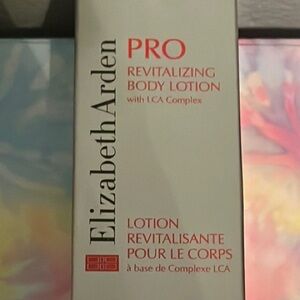 ElizabethArden
PRO
REVITALIZING
BODY LOTION
with LCA Complex
LOTION
REVITALISANTE
POUR LE CORPS
à base de Complexe LCA